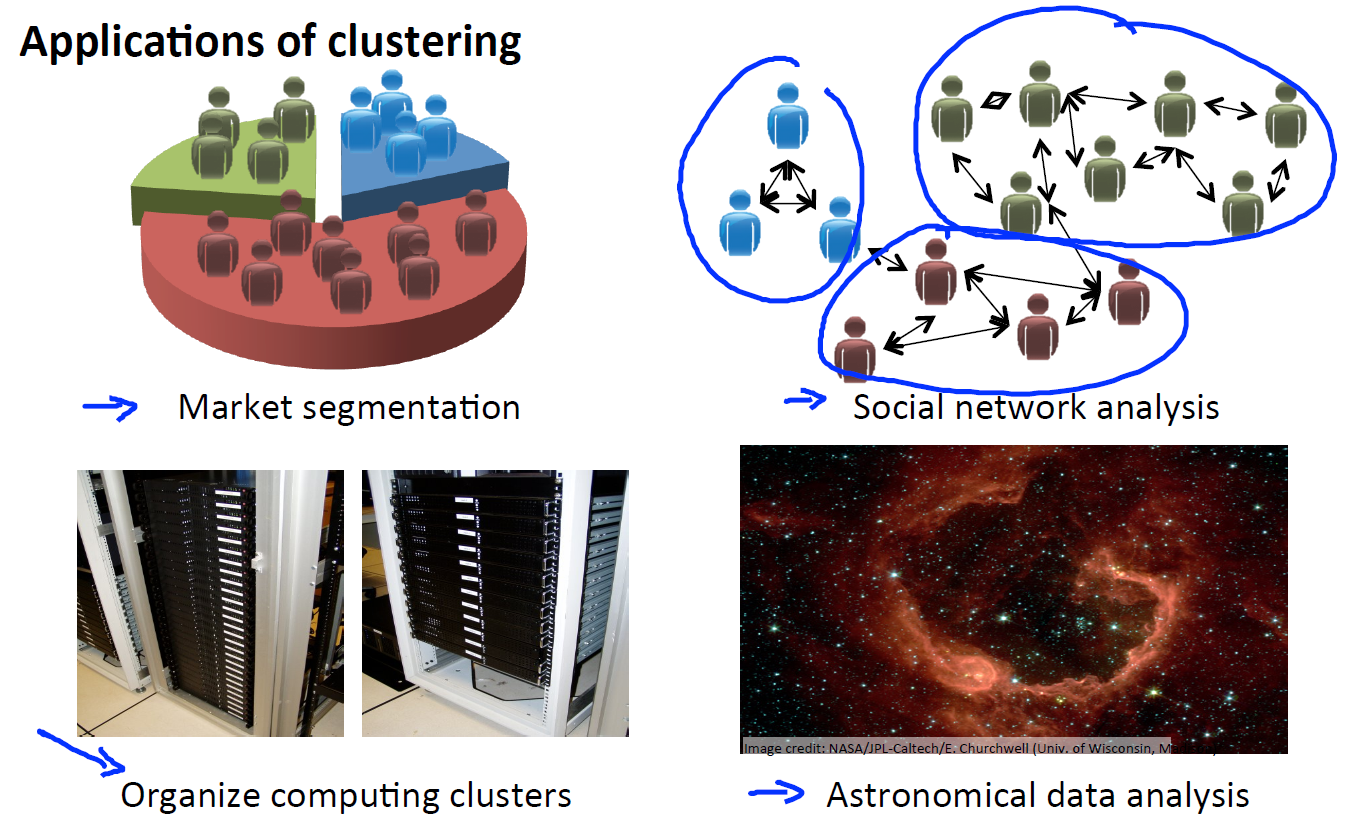 Applications of clustering
Market segmentation
Social network analysis
Image credit: NASA/JPL-Caltech/E. Churchwell (Univ. of Wisconsin,
Organize computing clusters
Astronomical data analysis